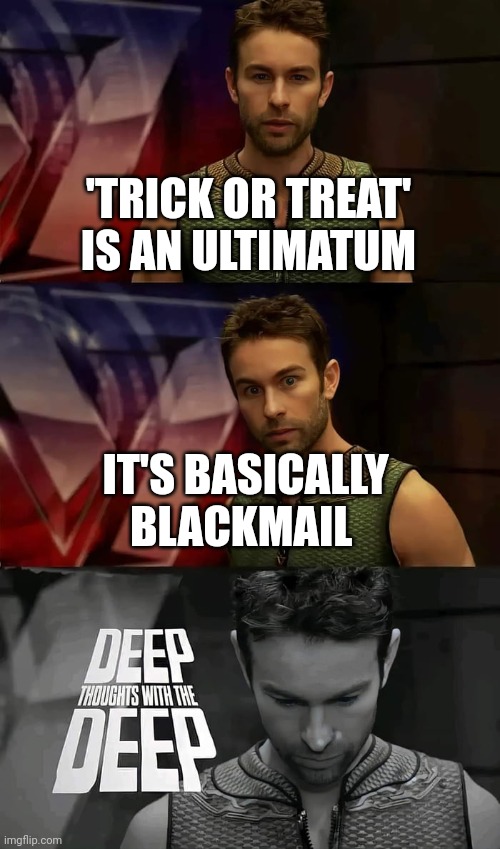 'TRICK OR TREAT'
IS AN ULTIMATUM
IT'S BASICALLY
BLACKMAIL
DEEP
THOUGHTS WITH THE
DEEP
imgflip.com